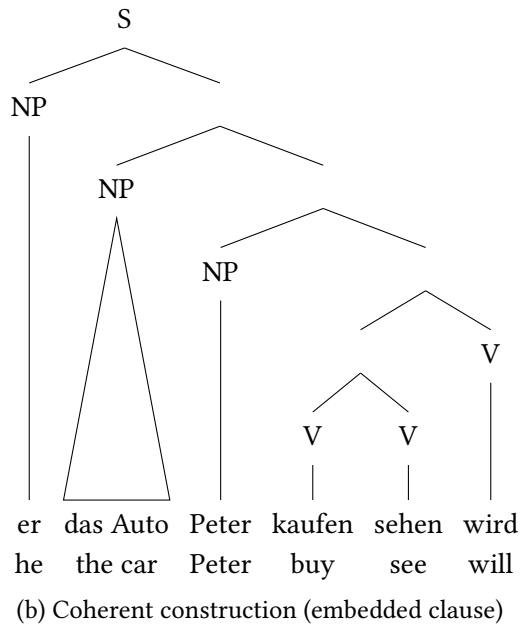 S
NP
NP
NP
V
V V
er das Auto Peter kaufen sehen wird
he the car Peter buy see will
(b) Coherent construction (embedded clause)